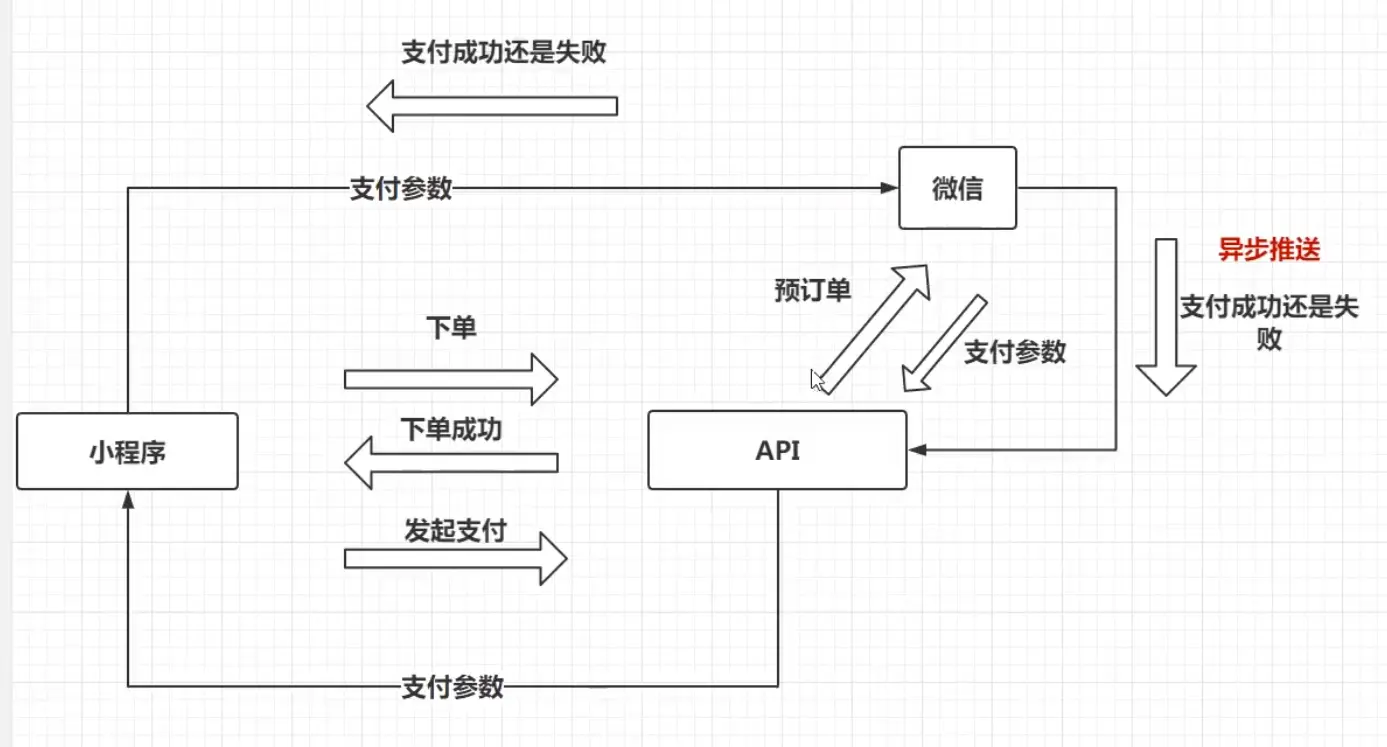 支付成功还是失败
支付参数
微信
异步推送
预订单
支付成功还是失
败
下单
支付参数
下单成功
小程序
API
发起支付
支付参数